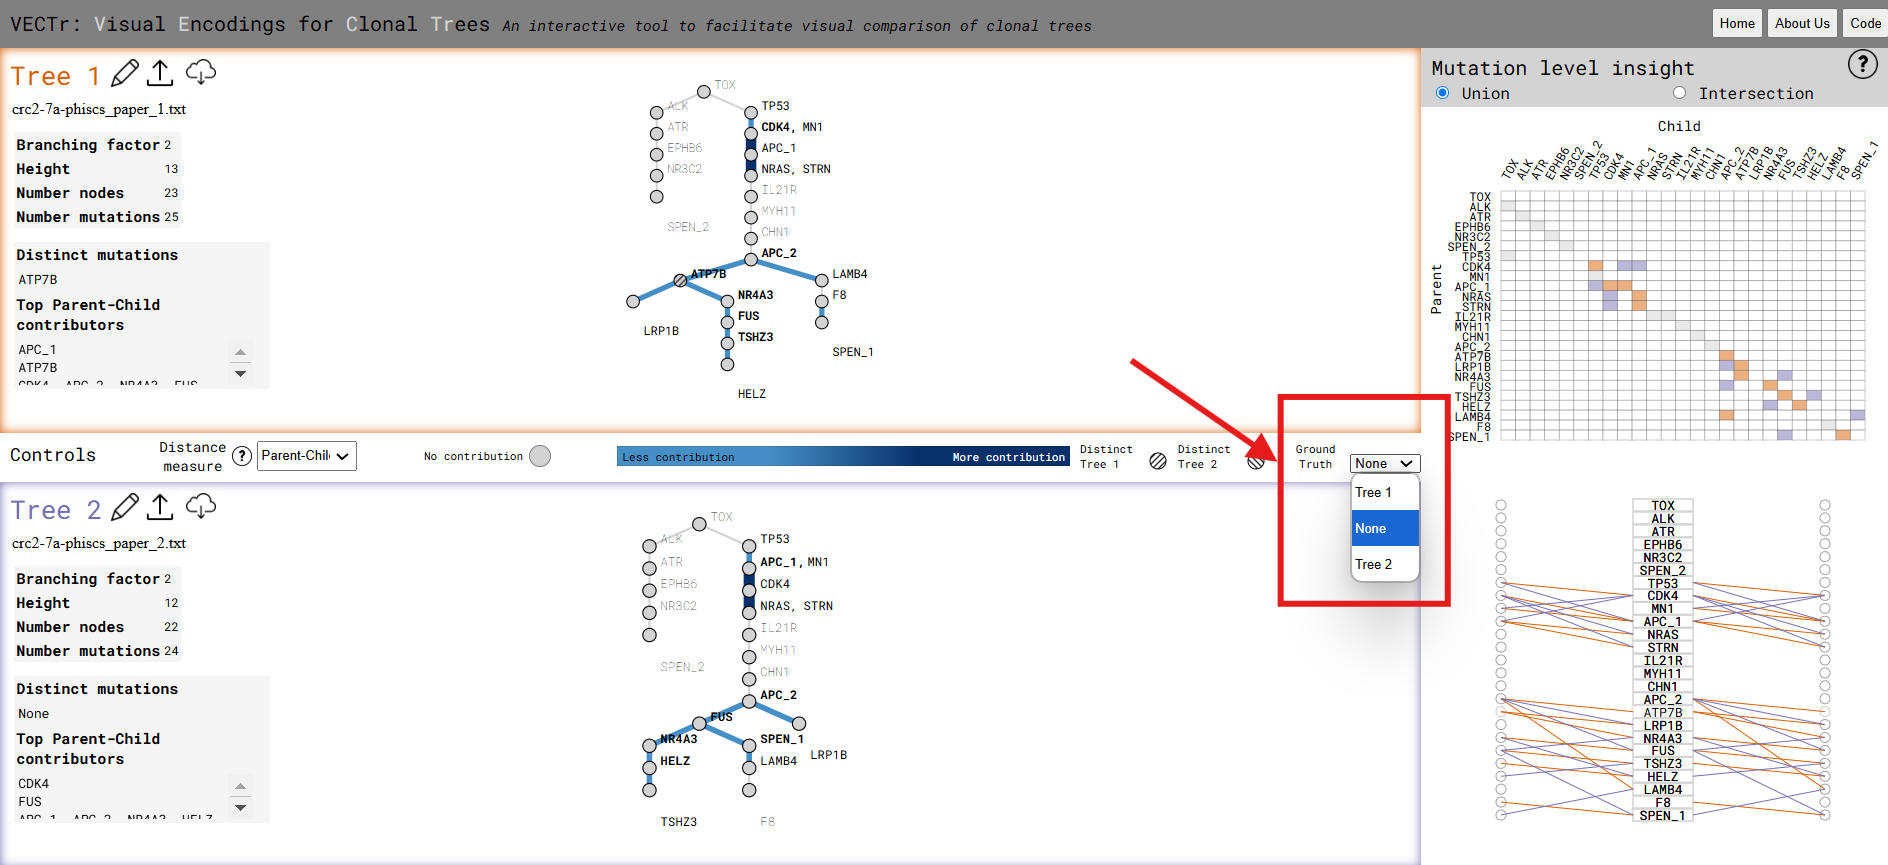 VECTr: Visual Encodings for Clonal Trees An interactive tool to facilitate visual comparison of clonal trees
Home
About Us
Code
Tree 1
crc2-7a-phiscs_paper_1.txt
Branching factor 2
Height 13
Number nodes 23
Number mutations 25
Distinct mutations
ATP7B
Top Parent-Child
contributors
APC_1
ATP7B
CDK4, APC_2, NR4A3, FUS
TOX
ALK
TP53
ATR
CDK4, MN1
EPHB6
APC_1
NR3C2
NRAS, STRN
IL21R
MYH11
SPEN_2
CHN1
APC_2
ATP7B
LAMB4
NR4A3
F8
FUS
LRP1B
TSHZ3
SPEN_1
HELZ
Controls
Distance
measure
?
Parent-Chil
No contribution
Less contribution
More contribution
Distinct
Tree 1
Distinct
Tree 2
Ground
Truth
None
Tree 1
None
Tree 2
Tree 2
crc2-7a-phiscs_paper_2.txt
Branching factor 2
Height 12
Number nodes 22
Number mutations 24
Distinct mutations
None
Top Parent-Child
contributors
CDK4
FUS
APC_1, APC_2, NR4A3, HELZ
TOX
ALK
TP53
ATR
APC_1, MN1
EPHB6
CDK4
NR3C2
NRAS, STRN
IL21R
MYH11
SPEN_2
CHN1
APC_2
FUS
NR4A3
SPEN_1
LRP1B
HELZ
LAMB4
TSHZ3
F8
Mutation level insight
?
Union
Intersection
Child
TOX
ALK
ATR
EPHB6
NR3C2
SPEN_2
TP53
CDK4
MN1
APC_1
NRAS
STRN
IL21R
MYH11
CHN1
APC_2
ATP7B
LRP1B
NR4A3
FUS
TSHZ3
HELZ
LAMB4
F8
SPEN_1
Parent
TOX
ALK
ATR
EPHB6
NR3C2
SPEN_2
TP53
CDK4
MN1
APC_1
NRAS
STRN
IL21R
MYH11
CHN1
APC_2
ATP7B
LRP1B
NR4A3
FUS
TSHZ3
HELZ
LAMB4
F8
SPEN_1
TOX
ALK
ATR
EPHB6
NR3C2
SPEN_2
TP53
CDK4
MN1
APC_1
NRAS
STRN
IL21R
MYH11
CHN1
APC_2
ATP7B
LRP1B
NR4A3
FUS
TSHZ3
HELZ
LAMB4
F8
SPEN_1